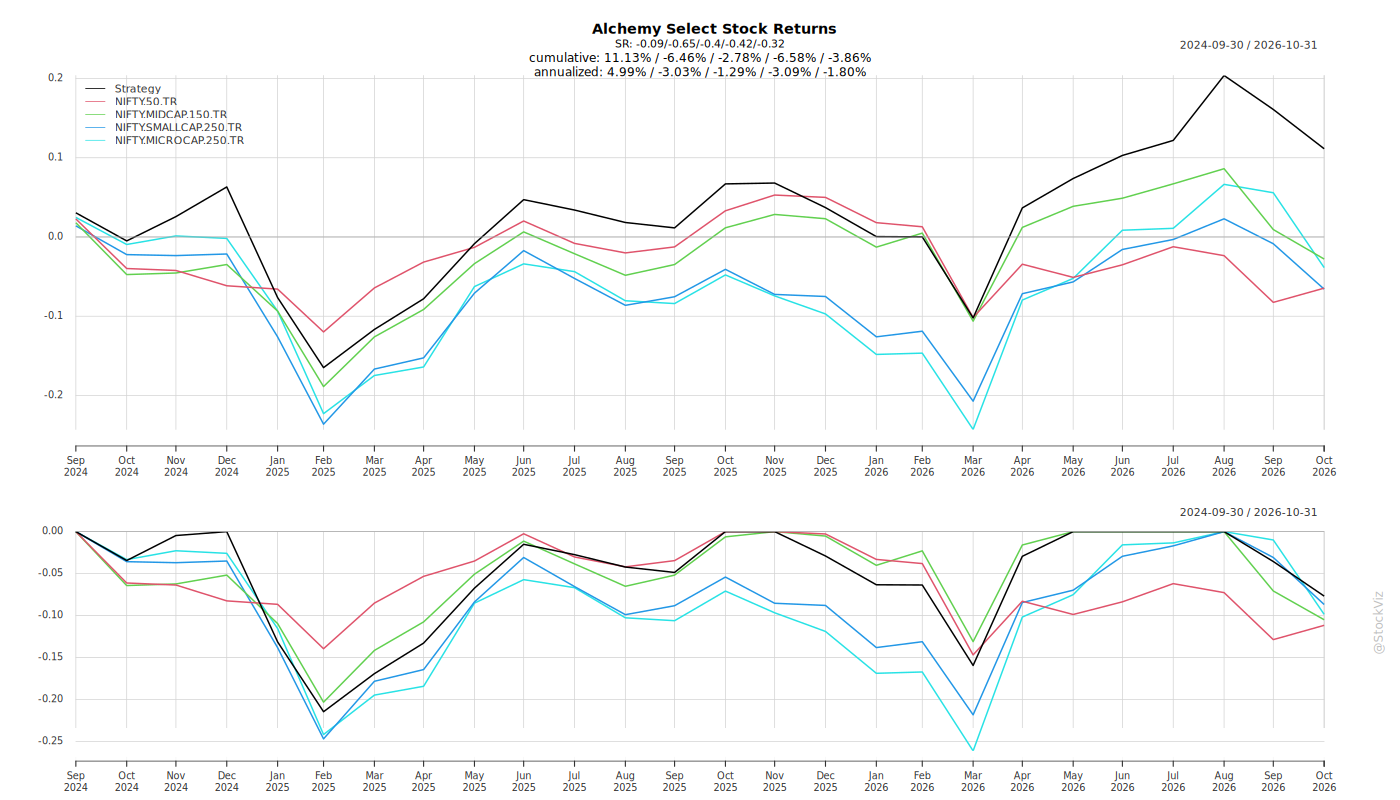 Alchemy Select Stock Returns
SR: -0.09/-0.65/-0.4/-0.42/-0.32
cumulative: 11.13% / -6.46% / -2.78% / -6.58% / -3.86%
annualized: 4.99% / -3.03% / -1.29% / -3.09% / -1.80%
2024-09-30 / 2026-10-31
Strategy
NIFTY.50.TR
NIFTY.MIDCAP.150.TR
NIFTY.SMALLCAP.250.TR
NIFTY.MICROCAP.250.TR
0.2
0.1
0.0
-0.1
-0.2
Sep Oct Nov Dec Jan Feb Mar Apr May Jun Jul Aug Sep Oct Nov Dec Jan Feb Mar Apr May Jun Jul Aug Sep Oct
2024 2024 2024 2024 2025 2025 2025 2025 2025 2025 2025 2025 2025 2025 2025 2025 2026 2026 2026 2026 2026 2026 2026 2026 2026 2026
2024-09-30 / 2026-10-31
0.00
-0.05
-0.10
-0.15
-0.20
-0.25
Sep Oct Nov Dec Jan Feb Mar Apr May Jun Jul Aug Sep Oct Nov Dec Jan Feb Mar Apr May Jun Jul Aug Sep Oct
2024 2024 2024 2024 2025 2025 2025 2025 2025 2025 2025 2025 2025 2025 2025 2025 2026 2026 2026 2026 2026 2026 2026 2026 2026 2026
@StockViz